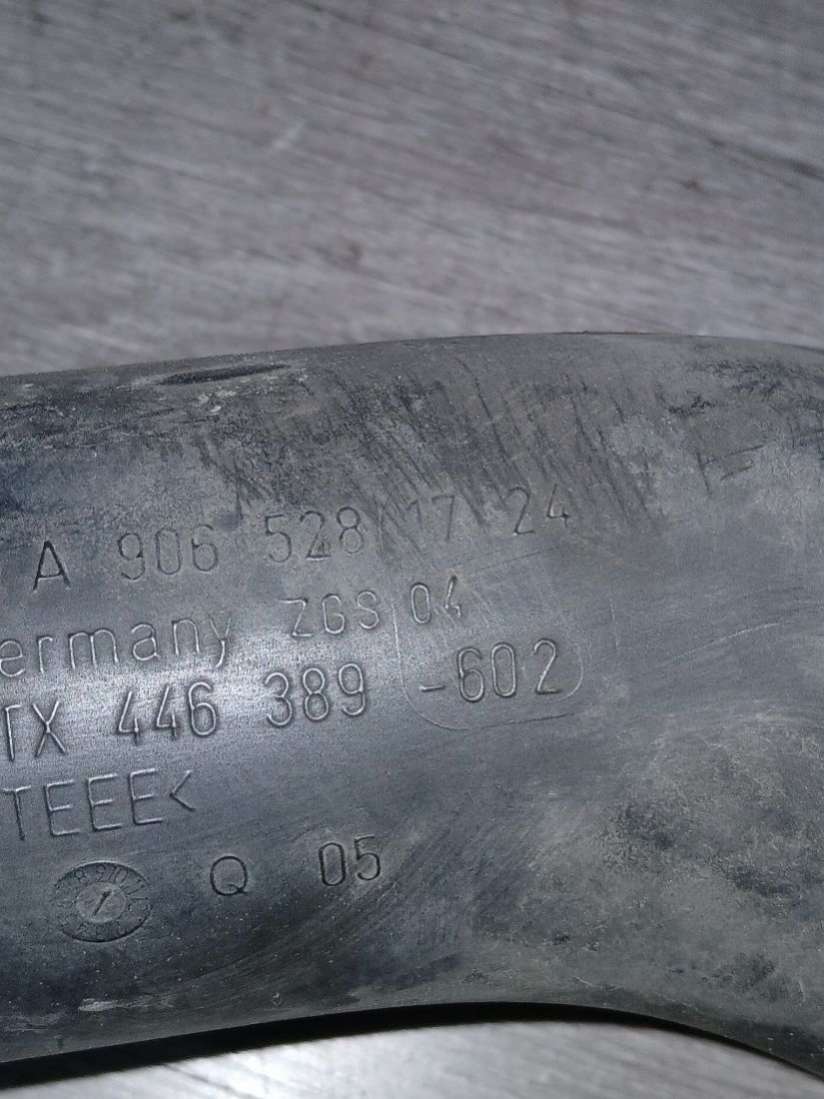 A 906 528 17 24
ermany ZGS 04
TX 446 389 -602
TEEE<
Q 05